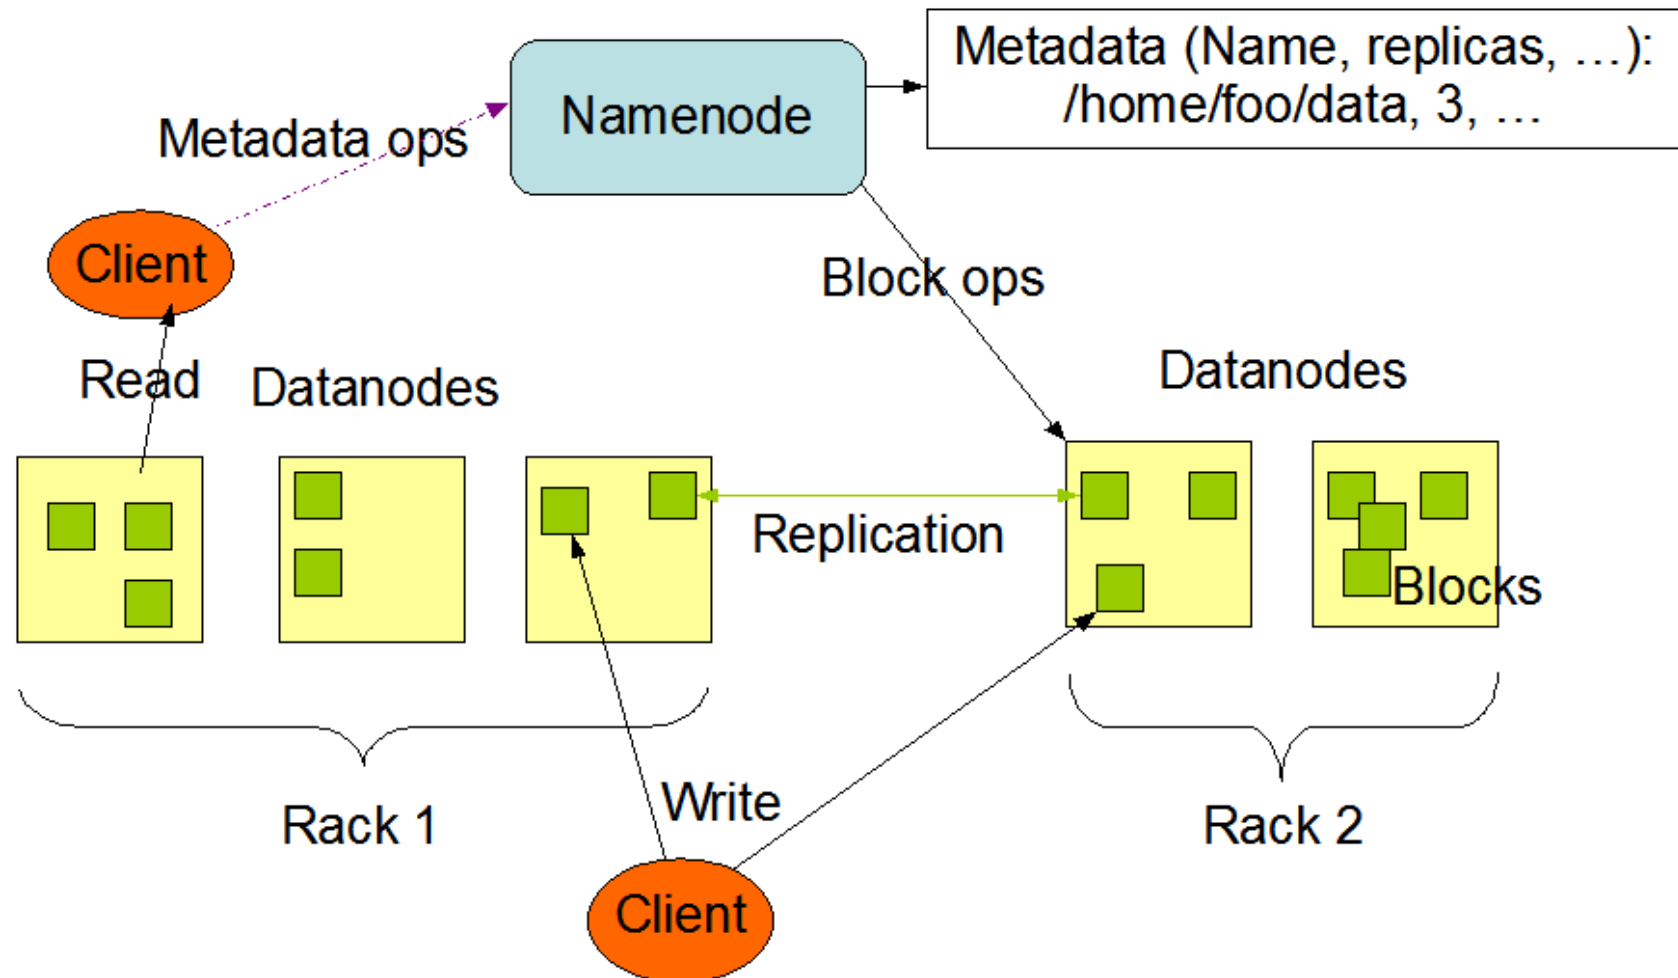 Metadata (Name, replicas, …):
/home/foo/data, 3, …
Namenode
Metadata ops
Client
Block ops
Read
Datanodes
Datanodes
Replication
Blocks
Rack 1
Write
Rack 2
Client